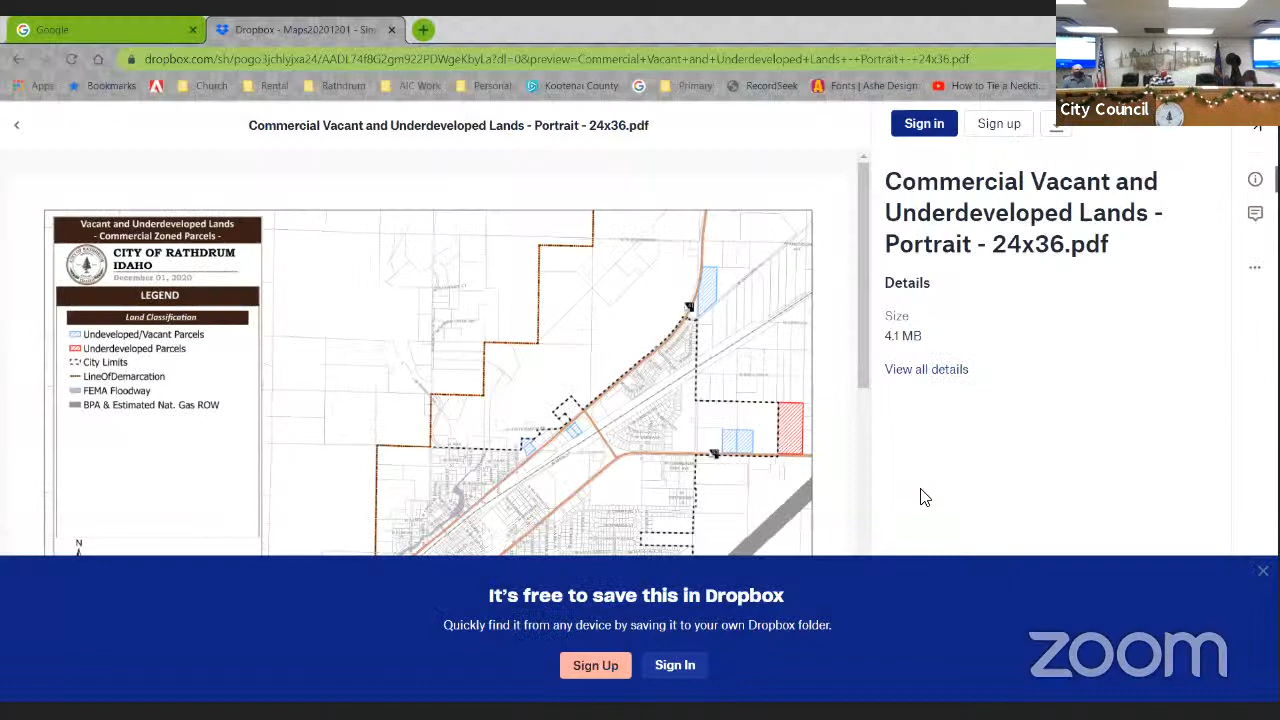 Google
Dropbox - Maps20201201 - Sim
dropbox.com/sh/pogo3jchlyjxa24/AADL74f8G2gm922PDWgeKbyla?dl=0&preview=Commercial+Vacant+and+Underdeveloped+Lands+-+Portrait+-+24x36.pdf
Apps
Bookmarks
Church
Rental
Rathdrum
AIC Work
Personal
Kootenai County
Primary
RecordSeek
Fonts | Ashe Design
How to Tie a Neckti...
City Council
Commercial Vacant and Underdeveloped Lands - Portrait - 24x36.pdf
Sign in
Sign up
Commercial Vacant and
Underdeveloped Lands -
Portrait - 24x36.pdf
Details
Size
4.1 MB
View all details
Vacant and Underdeveloped Lands
- Commercial Zoned Parcels -
CITY OF RATHDRUM
IDAHO
December 01, 2020
LEGEND
Land Classification
Undeveloped/Vacant Parcels
Underdeveloped Parcels
City Limits
LineOfDemarcation
FEMA Floodway
BPA & Estimated Nat. Gas ROW
N
It's free to save this in Dropbox
Quickly find it from any device by saving it to your own Dropbox folder.
Sign Up
Sign In
zoom